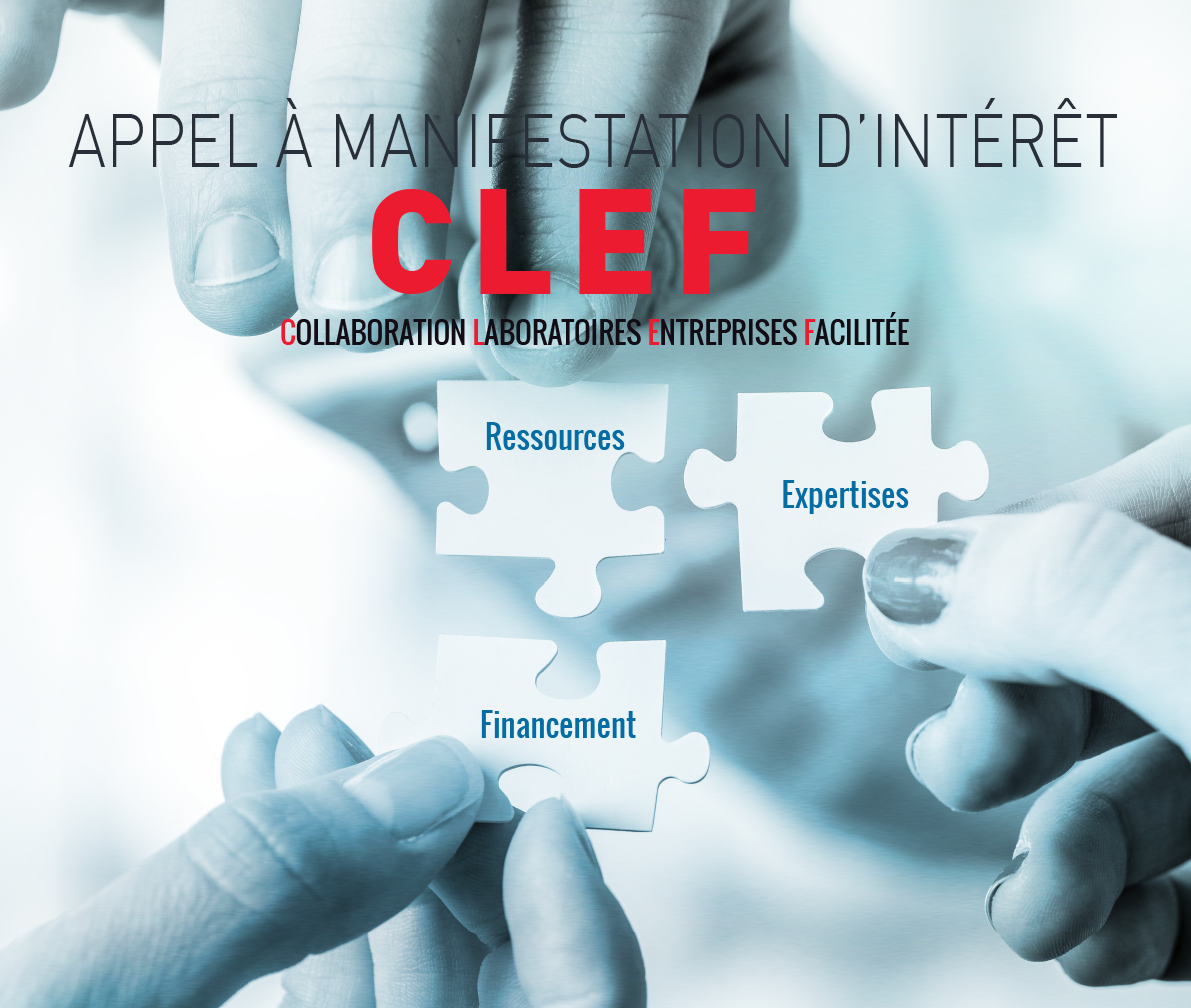 APPEL À MANIFESTATION D'INTÉRÊT
CLEF
COLLABORATION LABORATOIRES ENTREPRISES FACILITÉE
Ressources
Expertises
Financement